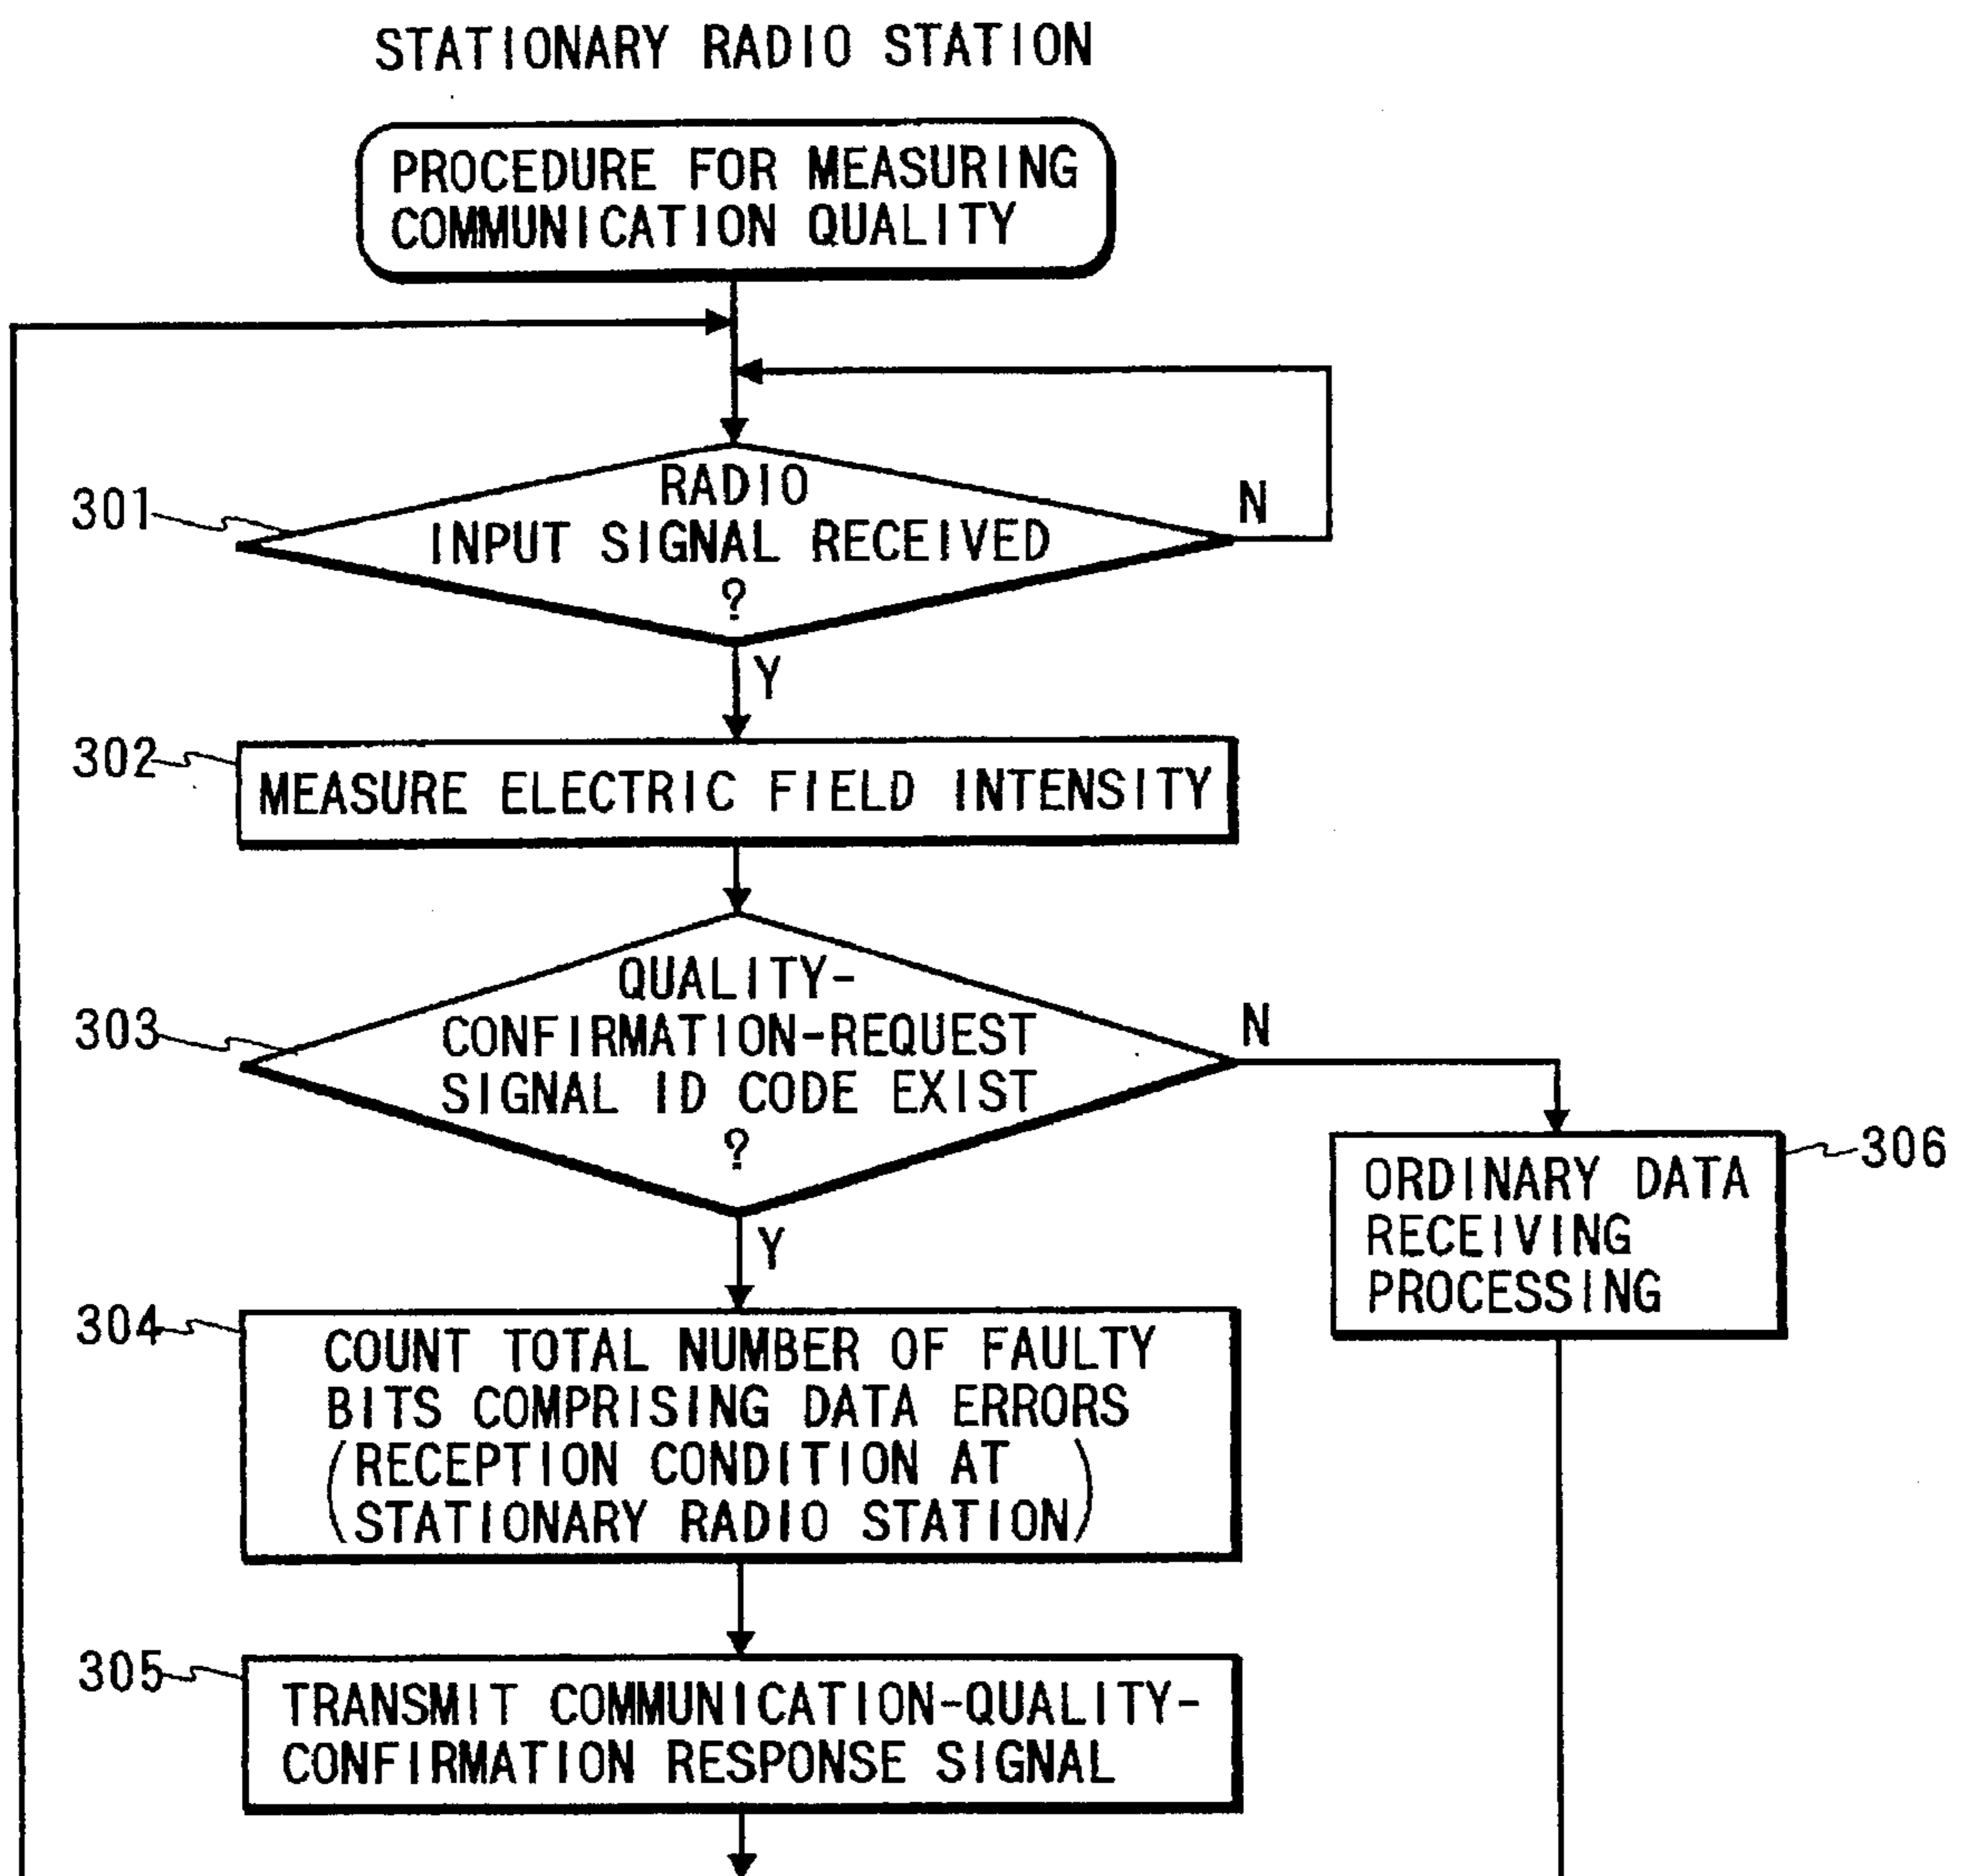 STATIONARY RADIO STATION
PROCEDURE FOR MEASURING
COMMUNICATION QUALITY
301
RADIO
INPUT SIGNAL RECEIVED
?
N
Y
302
MEASURE ELECTRIC FIELD INTENSITY
303
QUALITY-
CONFIRMATION-REQUEST
SIGNAL ID CODE EXIST
?
N
Y
306
ORDINARY DATA
RECEIVING
PROCESSING
304
COUNT TOTAL NUMBER OF FAULTY
BITS COMPRISING DATA ERRORS
(RECEPTION CONDITION AT
STATIONARY RADIO STATION)
305
TRANSMIT COMMUNICATION-QUALITY-
CONFIRMATION RESPONSE SIGNAL